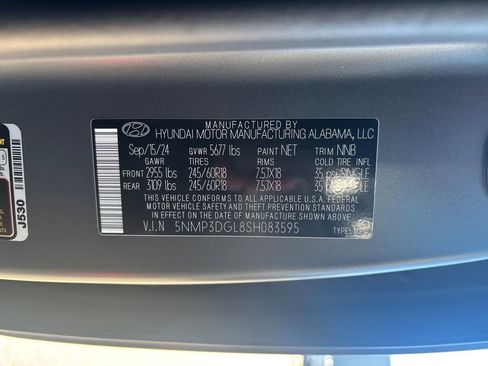 MANUFACTURED BY
HYUNDAI MOTOR MANUFACTURING ALABAMA, LLC
Sep/15/24 GVWR 5677 lbs PAINT NET TRIM NNB
GAWR TIRES RIMS COLD TIRE INFL
FRONT 2955 lbs 245/60R18 7.5JX18 35 psi SINGLE
REAR 3109 lbs 245/60R18 7.5JX18 35
THIS VEHICLE CONFORMS TO ALL APPLICABLE U.S. FEDERAL
MOTOR VEHICLE SAFETY AND THEFT PREVENTION STANDARDS
IN EFFECT ON THE DATE OF MANUFACTURE SHOWN ABOVE.
V.I.N 5NMP3DGL8SH083595 TYPE:
J530